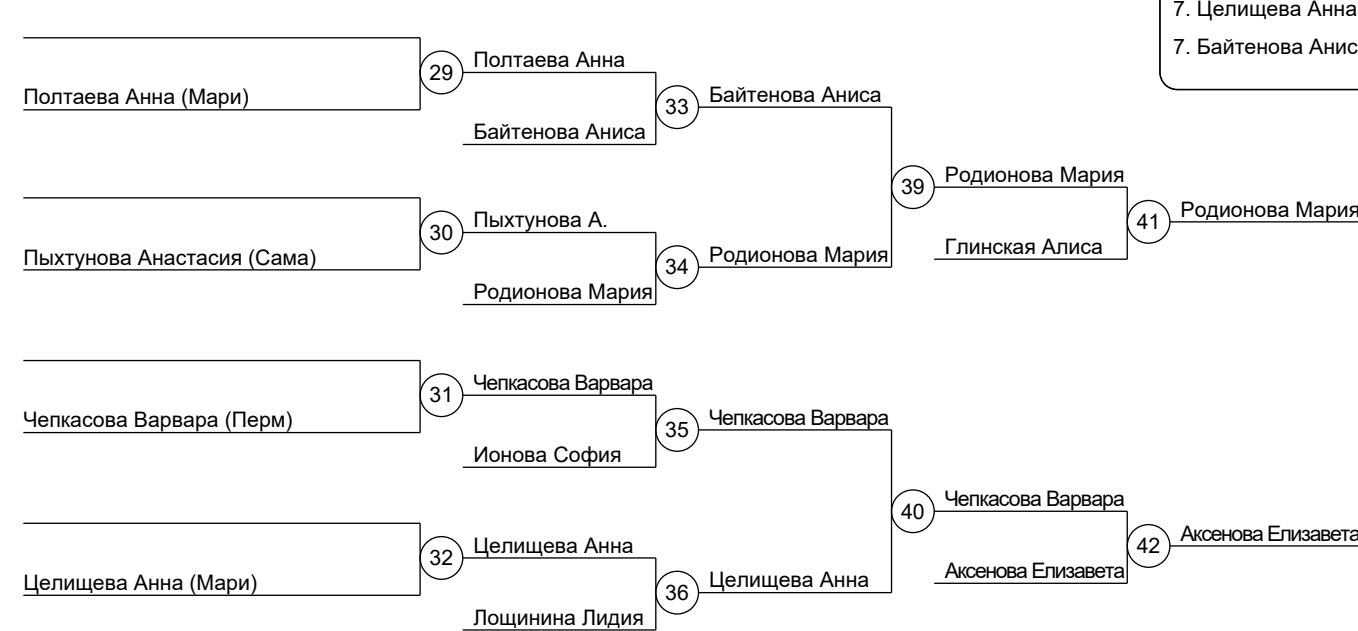 7. Целищева Анна
7. Байтенова Анис
Полтаева Анна (Мари)
29
Полтаева Анна
Байтенова Аниса
33
Байтенова Аниса
Пыхтунова Анастасия (Сама)
30
Пыхтунова А.
Родионова Мария
34
Родионова Мария
39
Родионова Мария
Глинская Алиса
41
Родионова Мария
Чепкасова Варвара (Перм)
31
Чепкасова Варвара
Ионова София
35
Чепкасова Варвара
Целищева Анна (Мари)
32
Целищева Анна
Лощинина Лидия
36
Целищева Анна
40
Чепкасова Варвара
Аксенова Елизавета
42
Аксенова Елизавета